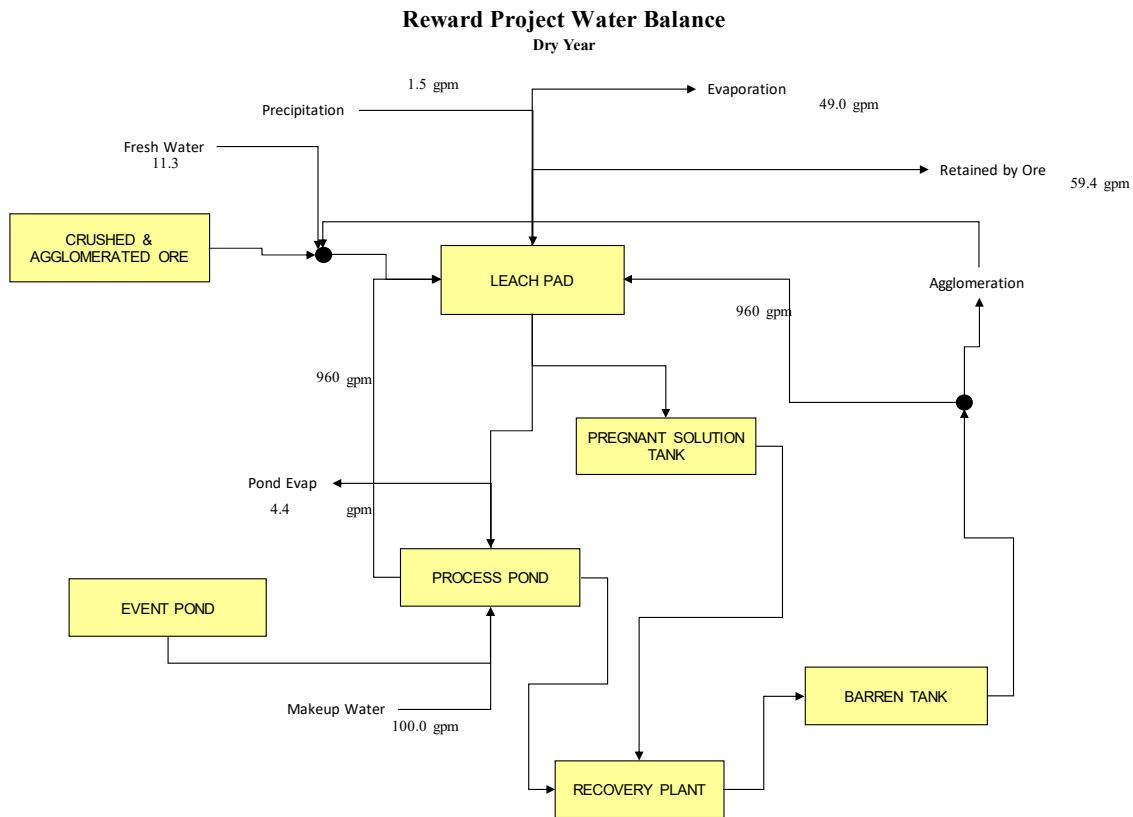 Reward Project Water Balance
Dry Year
1.5 gpm
Evaporation
49.0 gpm
Precipitation
Fresh Water
11.3
Retained by Ore
59.4 gpm
CRUSHED &
AGGLOMERATED ORE
LEACH PAD
Agglomeration
960 gpm
960 gpm
PREGNANT SOLUTION
TANK
Pond Evap
4.4 gpm
PROCESS POND
EVENT POND
BARREN TANK
Makeup Water
100.0 gpm
RECOVERY PLANT